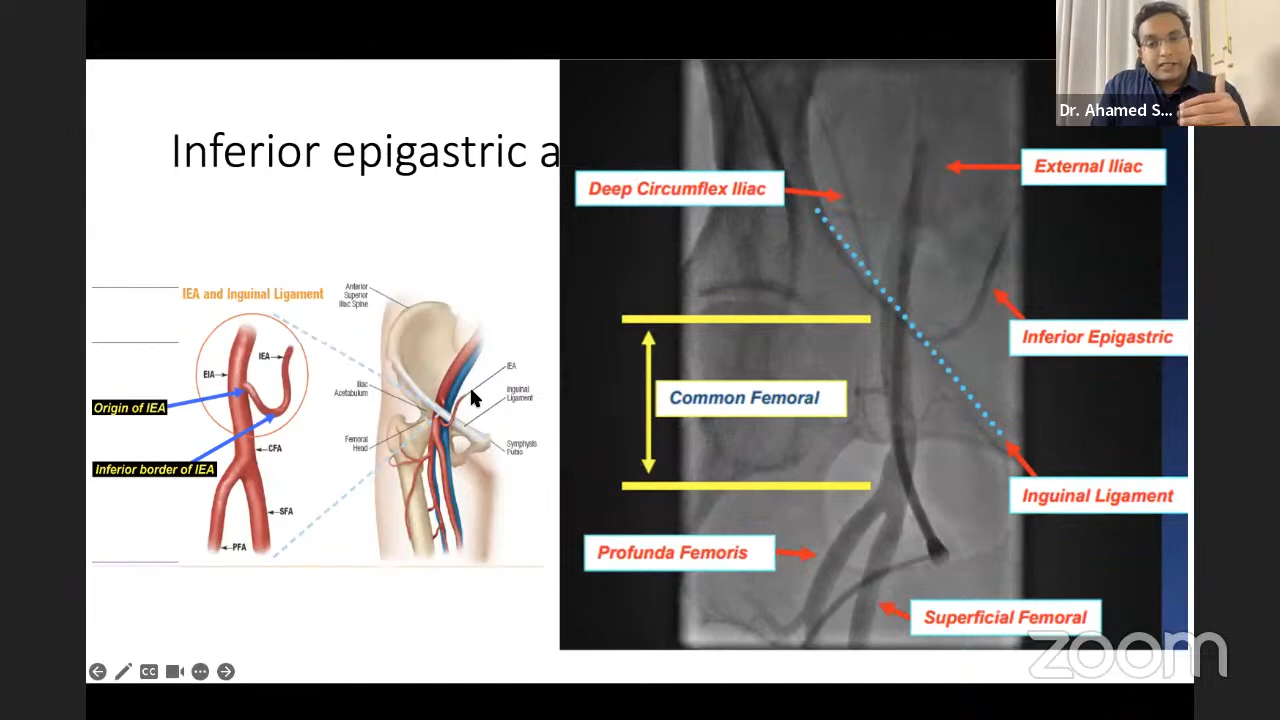 Dr. Ahamed S...
Inferior epigastric a
IEA and Inguinal Ligament
Anterior
Superior
Iliac Spine
IEA
EIA
Origin of IEA
Inferior border of IEA
CFA
SFA
PFA
Iliac
Acetabulum
Femoral
Head
IEA
Inguinal
Ligament
Symphysis
Pubis
Deep Circumflex Iliac
External Iliac
Inferior Epigastric
Common Femoral
Inguinal Ligament
Profunda Femoris
Superficial Femoral
CC
zoom